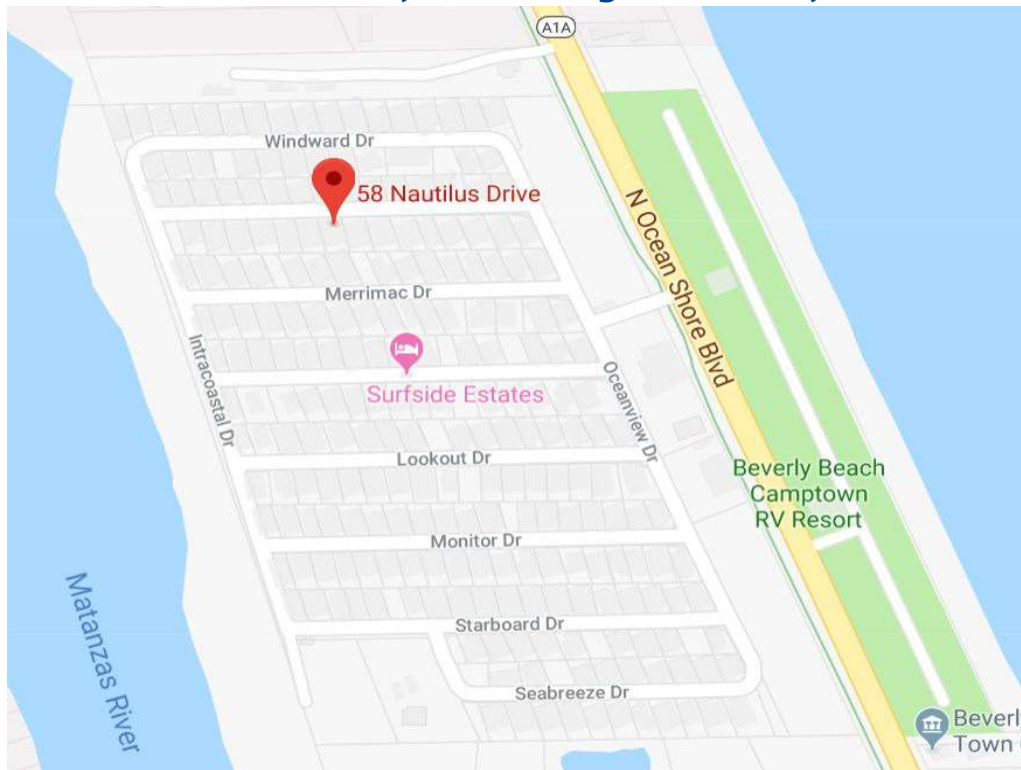 A1A
Windward Dr
58 Nautilus Drive
N Ocean Shore Blvd
Merrimac Dr
Intracoastal Dr
Surfside Estates
Oceanview Dr
Lookout Dr
Beverly Beach
Camptown
RV Resort
Monitor Dr
Matanzas River
Starboard Dr
Seabreeze Dr
Beverl
Town